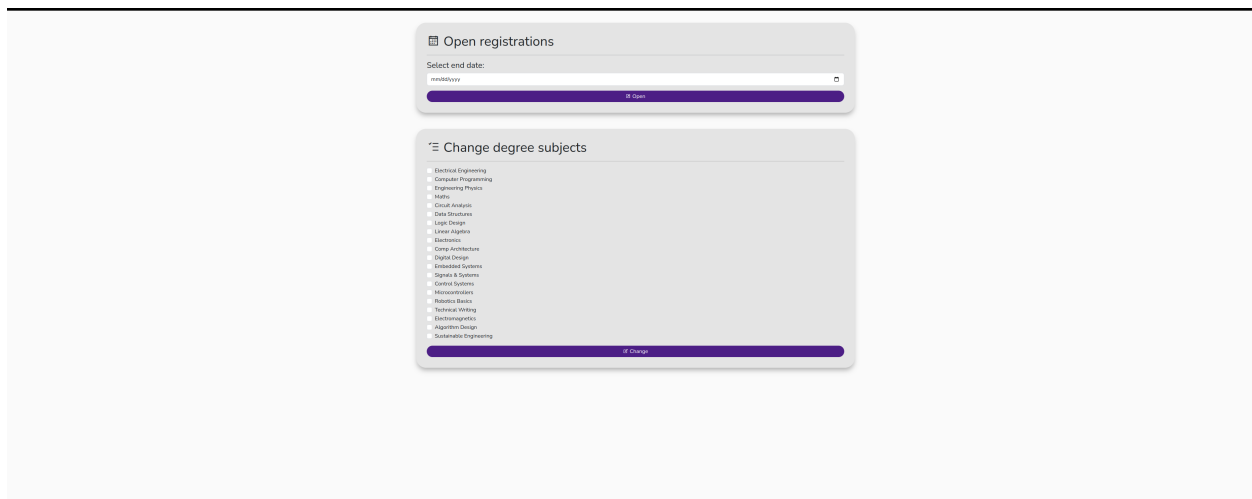 Open registrations
Select end date:
mm/dd/yyyy
Open
Change degree subjects
Electrical Engineering
Computer Programming
Engineering Physics
Maths
Circuit Analysis
Data Structures
Logic Design
Linear Algebra
Electronics
Comp Architecture
Digital Design
Embedded Systems
Signals & Systems
Control Systems
Microcontrollers
Robotics Basics
Technical Writing
Electromagnetics
Algorithm Design
Sustainable Engineering
Change